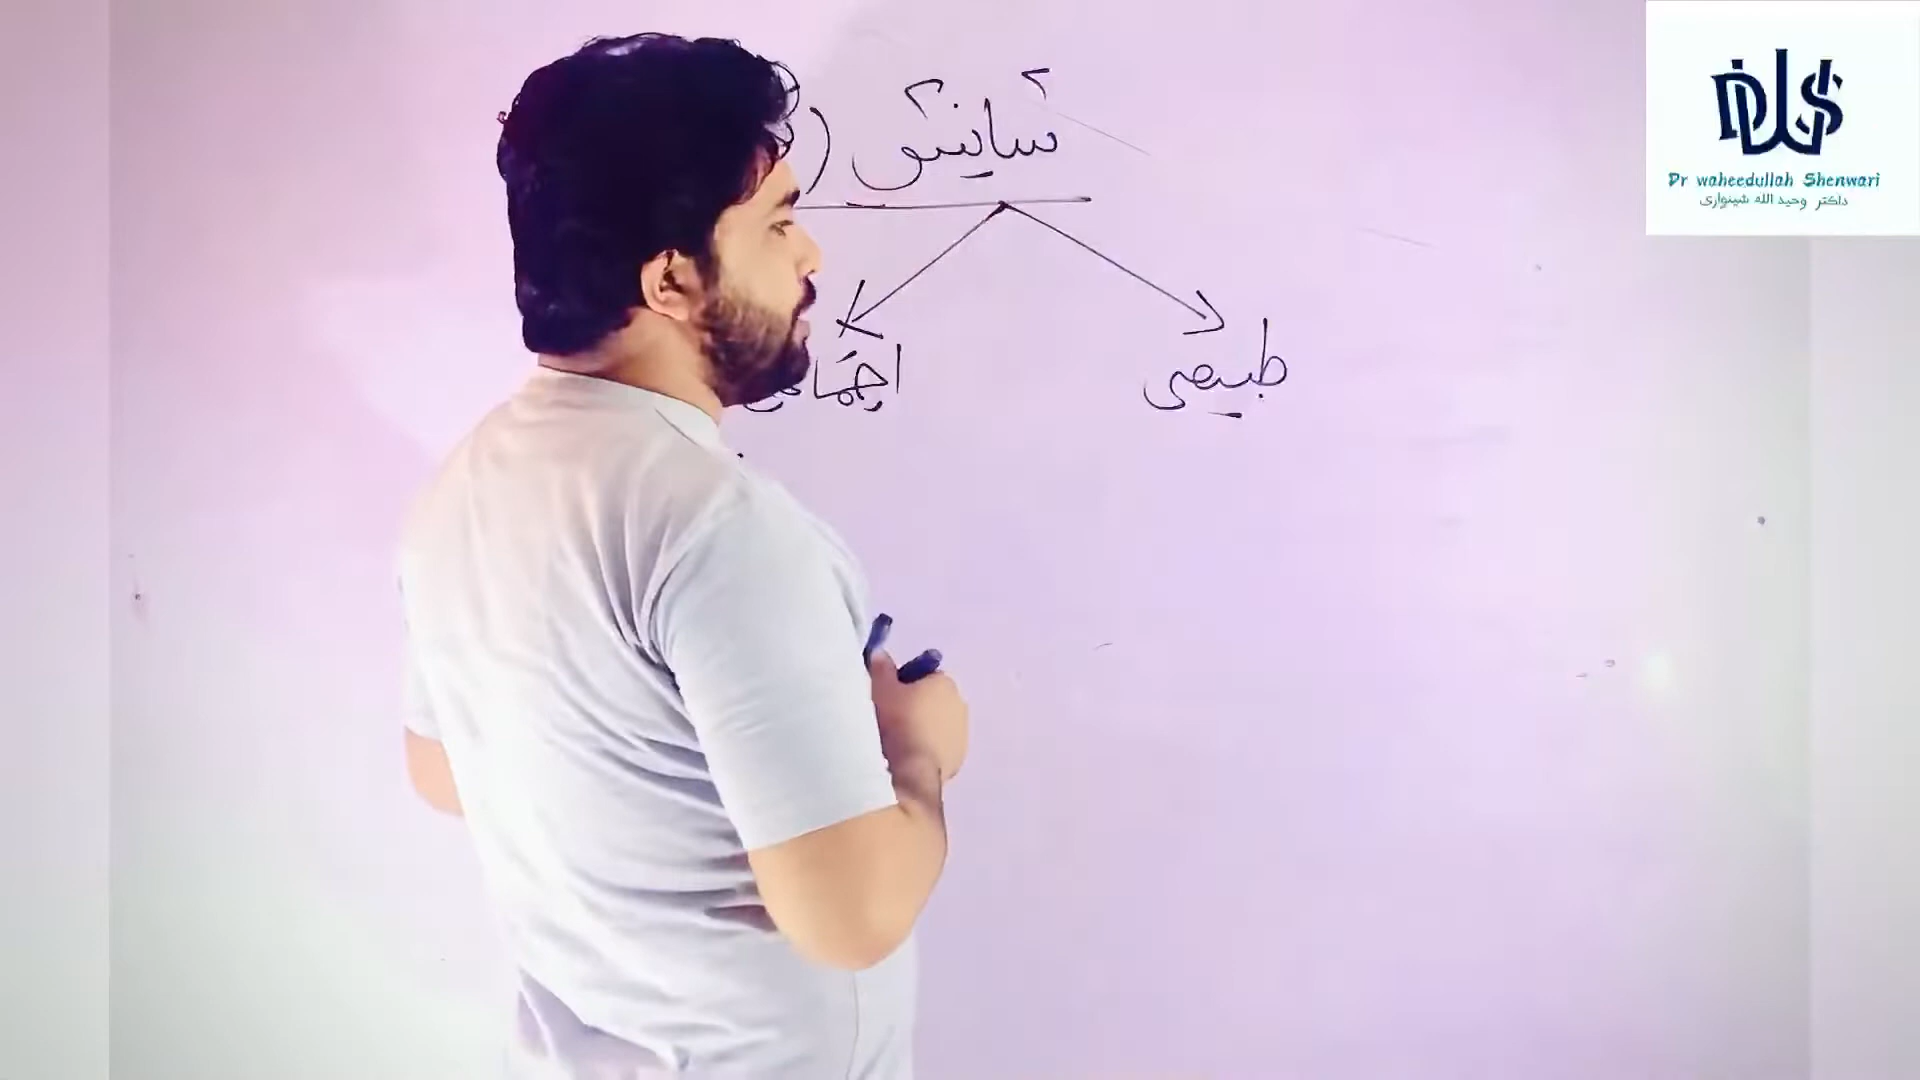 ساینس (
طبیعی
اجتماعی
Dr waheedullah Shenwari
داکتر وحید الله شینواری